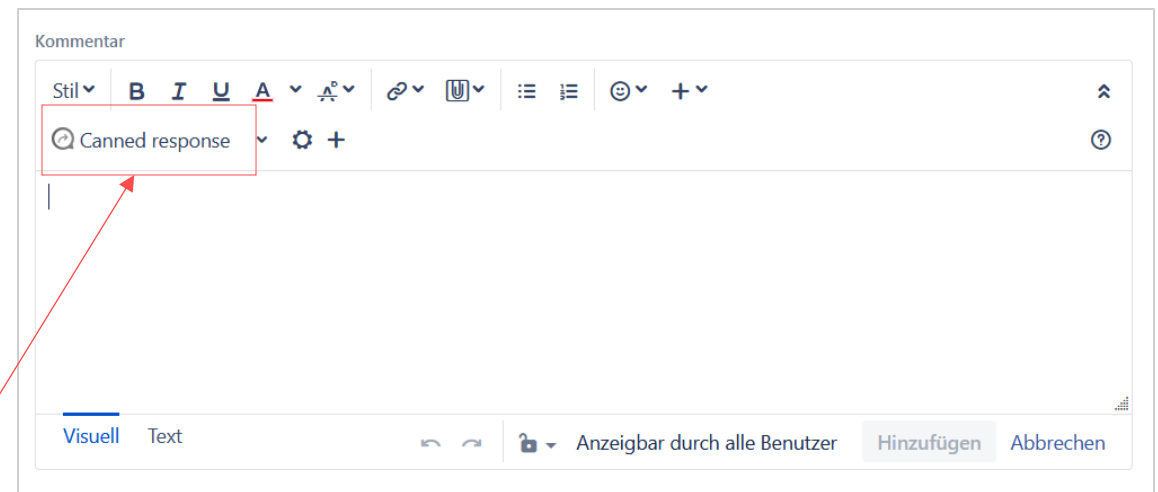 Kommentar
Stil B I U A
Canned response
Visuell Text Anzeigbar durch alle Benutzer Hinzufügen Abbrechen